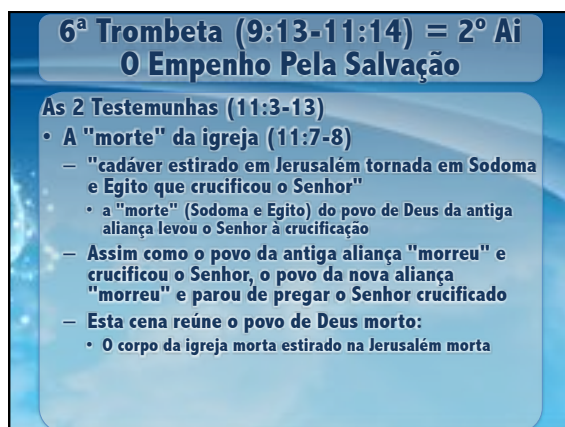 6ª Trombeta (9:13-11:14) = 2º Ai
O Empenho Pela Salvação
As 2 Testemunhas (11:3-13)
• A "morte" da igreja (11:7-8)
– "cadáver estirado em Jerusalém tornada em Sodoma
e Egito que crucificou o Senhor"
• a "morte" (Sodoma e Egito) do povo de Deus da antiga
aliança levou o Senhor à crucificação
– Assim como o povo da antiga aliança "morreu" e
crucificou o Senhor, o povo da nova aliança
"morreu" e parou de pregar o Senhor crucificado
– Esta cena reúne o povo de Deus morto:
• O corpo da igreja morta estirado na Jerusalém morta